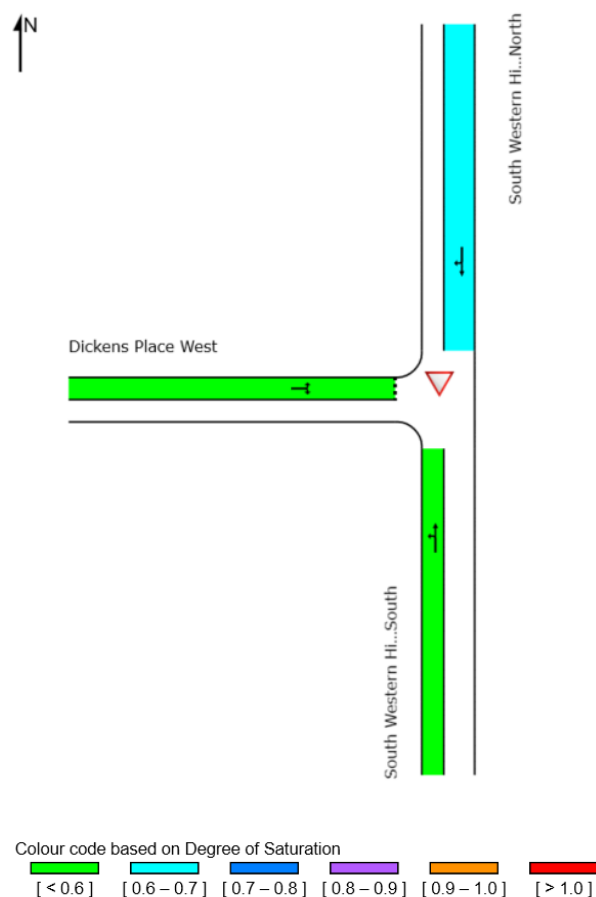 N
South Western Hi...North
Dickens Place West
South Western Hi...South
Colour code based on Degree of Saturation
[ < 0.6 ] [ 0.6 – 0.7 ] [ 0.7 – 0.8 ] [ 0.8 – 0.9 ] [ 0.9 – 1.0 ] [ > 1.0 ]